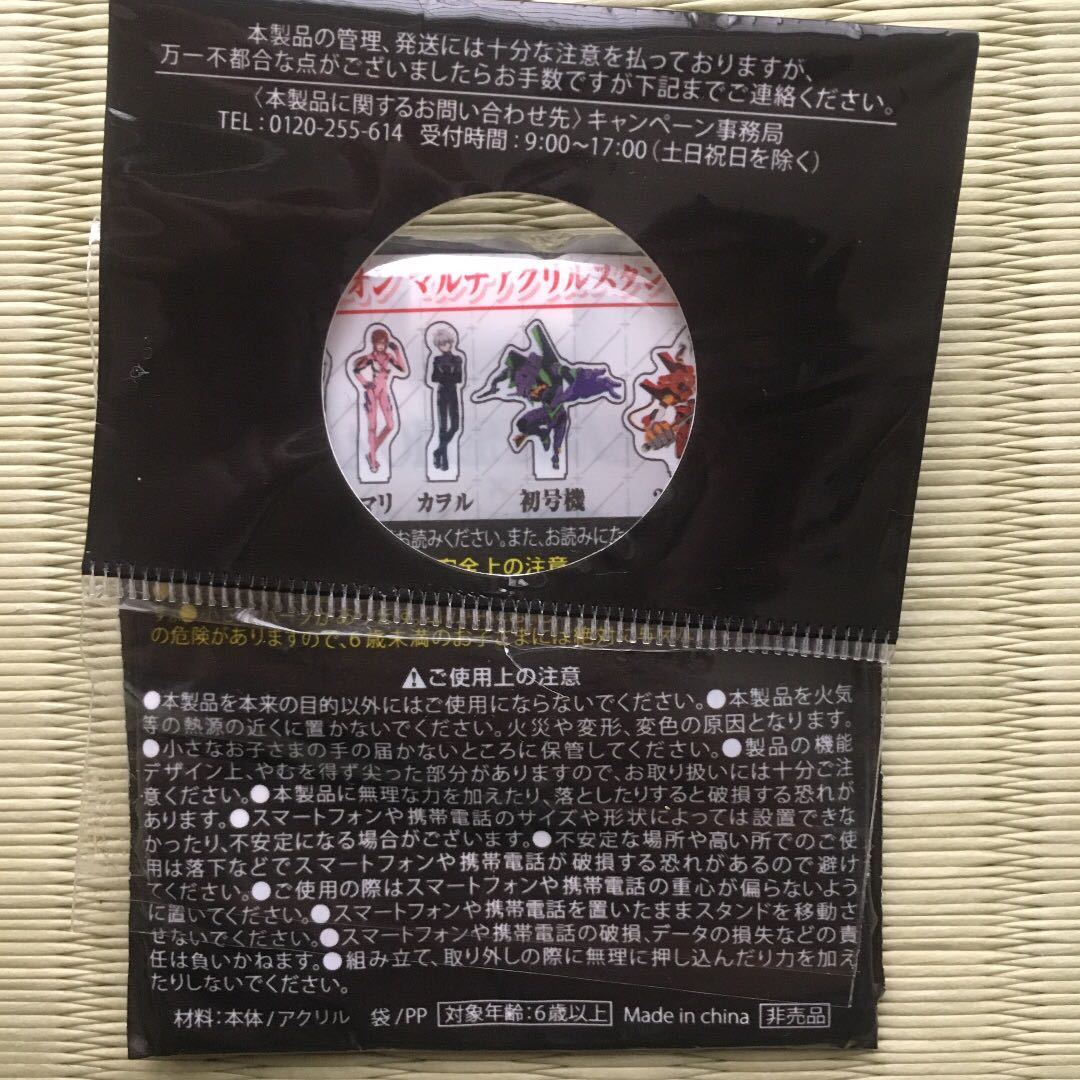 本製品の管理、発送には十分な注意を払っておりますが、
万一不都合な点がございましたらお手数ですが下記までご連絡ください。
〈本製品に関するお問い合わせ先〉キャンペーン事務局
TEL：0120-255-614 受付時間：9:00～17:00（土日祝日を除く）
オン マルチアクリルスタン
マリ カヲル 初号機
お読みください。また、お読みにた
安全上の注意
の危険がありますので、6歳未満のお子さまには絶対に与えな
⚠ご使用上の注意
●本製品を本来の目的以外にはご使用にならないでください。●本製品を火気
等の熱源の近くに置かないでください。火災や変形、変色の原因となります。
●小さなお子さまの手の届かないところに保管してください。●製品の機能
デザイン上、やむを得ず尖った部分がありますので、お取り扱いには十分ご注
意ください。●本製品に無理な力を加えたり、落としたりすると破損する恐れが
あります。●スマートフォンや携帯電話のサイズや形状によっては設置できな
かったり、不安定になる場合がございます。●不安定な場所や高い所でのご使
用は落下などでスマートフォンや携帯電話が破損する恐れがあるので避け
てください。●ご使用の際はスマートフォンや携帯電話の重心が偏らないよう
に置いてください。●スマートフォンや携帯電話を置いたままスタンドを移動さ
せないでください。●スマートフォンや携帯電話の破損、データの損失などの責
任は負いかねます。●組み立て、取り外しの際に無理に押し込んだり力を加え
たりしないでください。
材料：本体/アクリル 袋/PP 対象年齢：6歳以上 Made in china 非売品